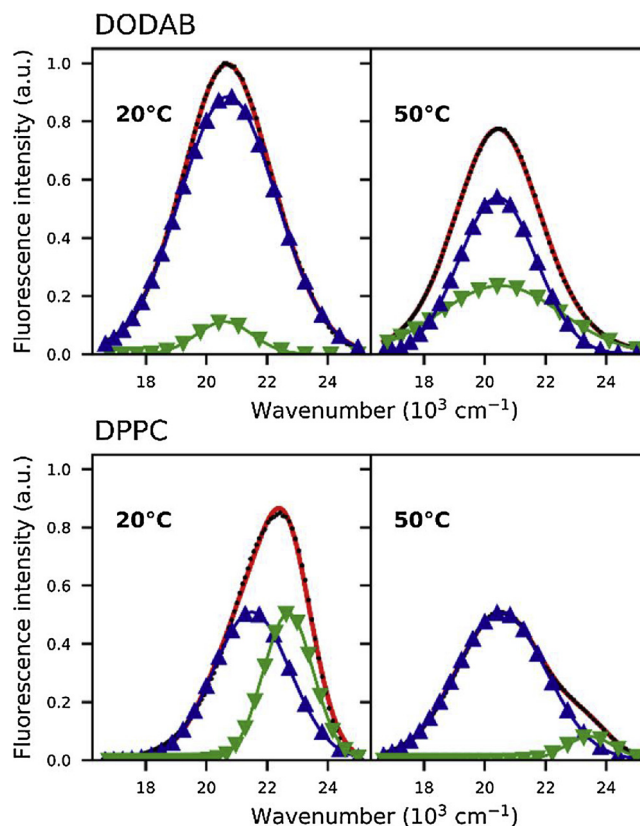 DODAB
Fluorescence intensity (a.u.)
1.0
0.8
0.6
0.4
0.2
0.0
20°C
50°C
18 20 22 24 18 20 22 24
Wavenumber (10³ cm⁻¹)
DPPC
Fluorescence intensity (a.u.)
1.0
0.8
0.6
0.4
0.2
0.0
20°C
50°C
18 20 22 24 18 20 22 24
Wavenumber (10³ cm⁻¹)